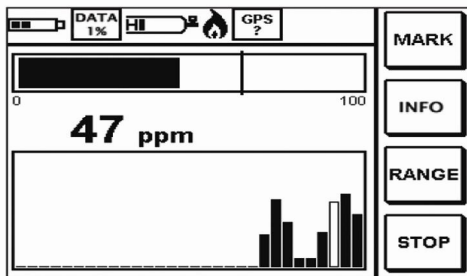 DATA
1%
HI
GPS
?
MARK
0
100
INFO
47 ppm
RANGE
STOP